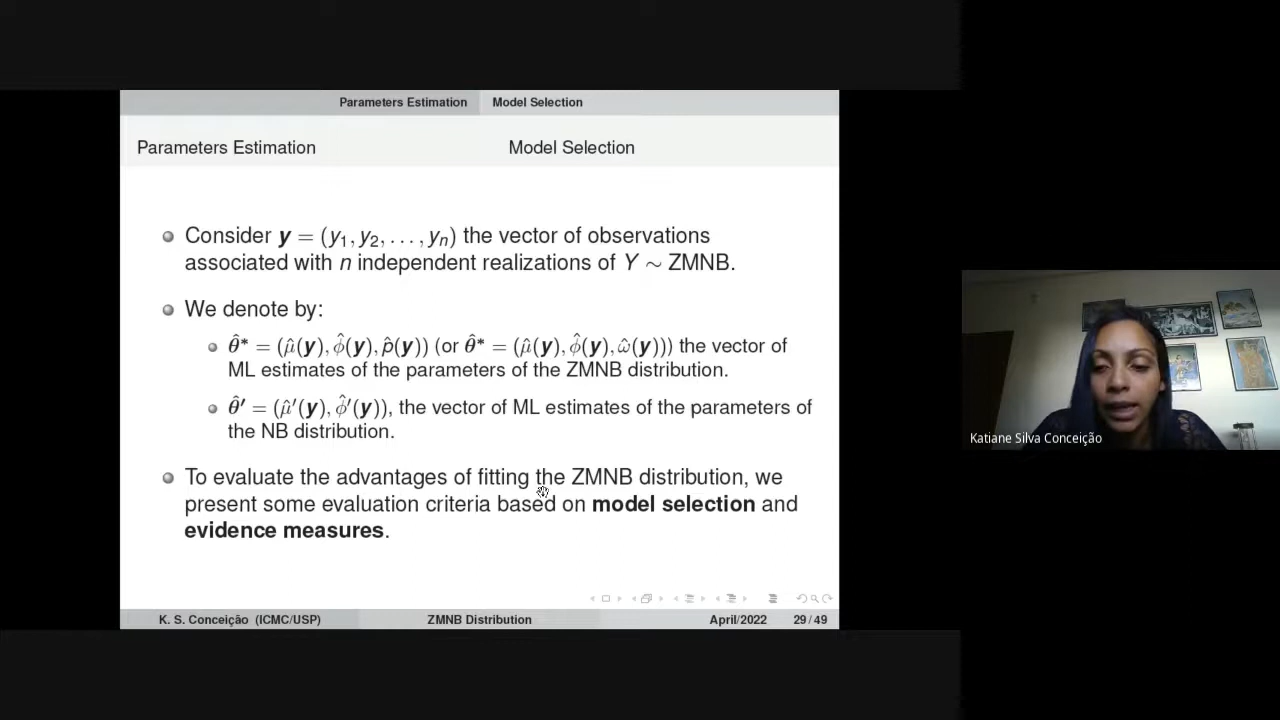 Parameters Estimation Model Selection
Parameters Estimation Model Selection
Consider y = (y₁, y₂, . . . , yₙ) the vector of observations
associated with n independent realizations of Y ∼ ZMNB.
We denote by:
θ̂* = (μ̂(y), ϕ̂(y), p̂(y)) (or θ̂* = (μ̂(y), ϕ̂(y), ω̂(y))) the vector of
ML estimates of the parameters of the ZMNB distribution.
θ̂′ = (μ̂′(y), ϕ̂′(y)), the vector of ML estimates of the parameters of
the NB distribution.
To evaluate the advantages of fitting the ZMNB distribution, we
present some evaluation criteria based on model selection and
evidence measures.
K. S. Conceição (ICMC/USP) ZMNB Distribution April/2022 29/49
Katiane Silva Conceição